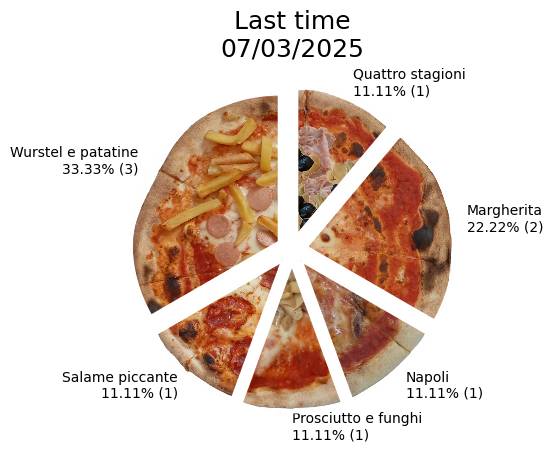 Last time
07/03/2025
Quattro stagioni
11.11% (1)
Wurstel e patatine
33.33% (3)
Margherita
22.22% (2)
Salame piccante
11.11% (1)
Napoli
11.11% (1)
Prosciutto e funghi
11.11% (1)